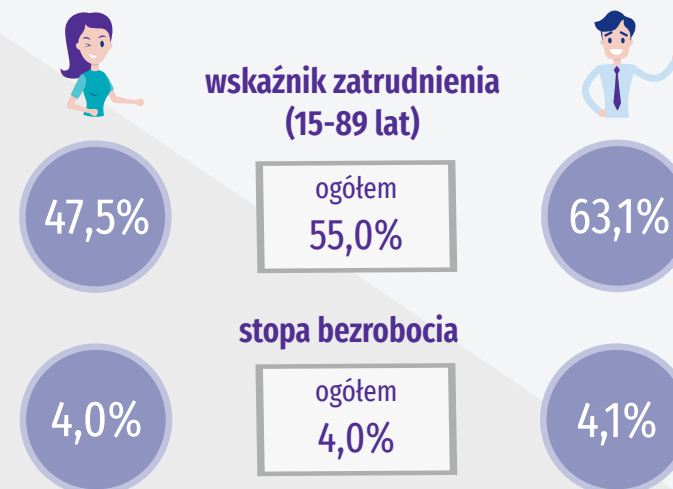 wskaźnik zatrudnienia
(15-89 lat)
47,5%
ogółem
55,0%
63,1%
stopa bezrobocia
4,0%
ogółem
4,0%
4,1%